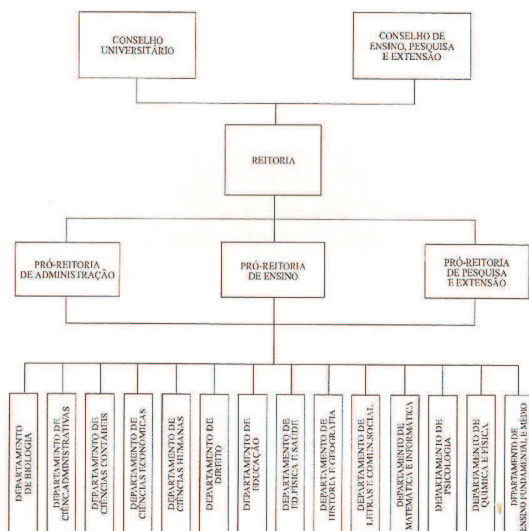 CONSELHO
UNIVERSITÁRIO
CONSELHO DE
ENSINO, PESQUISA
E EXTENSÃO
REITORIA
PRÓ-REITORIA
DE ADMINISTRAÇÃO
PRÓ-REITORIA
DE ENSINO
PRÓ-REITORIA
DE PESQUISA
E EXTENSÃO
DEPARTAMENTO
DE BIOLOGIA
DEPARTAMENTO DE
CIÊNC.ADMINISTRATIVAS
DEPARTAMENTO DE
CIÊNCIAS CONTÁBEIS
DEPARTAMENTO DE
CIÊNCIAS ECONÔMICAS
DEPARTAMENTO DE
CIÊNCIAS HUMANAS
DEPARTAMENTO DE
DIREITO
DEPARTAMENTO DE
EDUCAÇÃO
DEPARTAMENTO DE
ED.FÍSICA E SAÚDE
DEPARTAMENTO DE
HISTÓRIA E GEOGRAFIA
DEPARTAMENTO DE
LETRAS E COMUN.SOCIAL
DEPARTAMENTO DE
MATEMÁTICA E INFORMÁTICA
DEPARTAMENTO DE
PSICOLOGIA
DEPARTAMENTO DE
QUÍMICA E FÍSICA
DEPARTAMENTO DE
ENSINO FUNDAMENTAL E MÉDIO